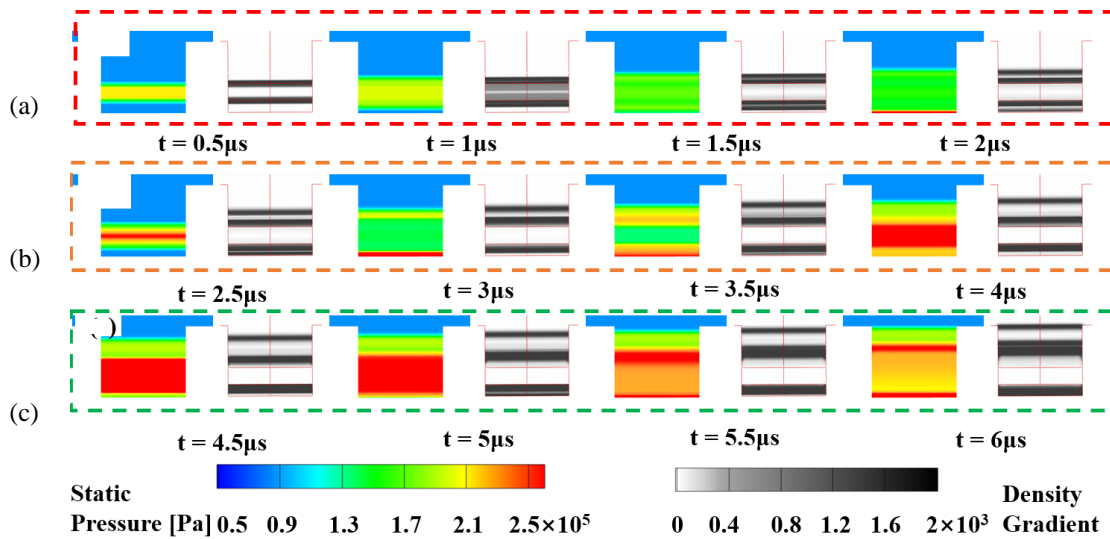 (a)
t = 0.5μs t = 1μs t = 1.5μs t = 2μs
(b)
t = 2.5μs t = 3μs t = 3.5μs t = 4μs
(c)
t = 4.5μs t = 5μs t = 5.5μs t = 6μs
Static Density
Pressure [Pa] 0.5 0.9 1.3 1.7 2.1 2.5×10⁵ 0 0.4 0.8 1.2 1.6 2×10³ Gradient